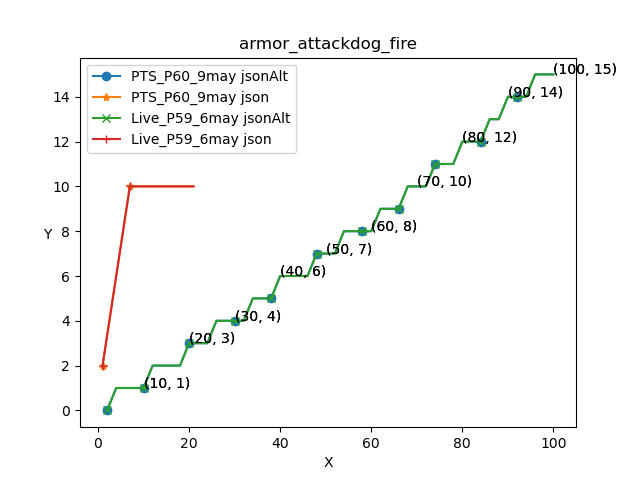 armor_attackdog_fire
PTS_P60_9may jsonAlt
PTS_P60_9may json
Live_P59_6may jsonAlt
Live_P59_6may json
(100, 15)
(90, 14)
(80, 12)
(70, 10)
(60, 8)
(50, 7)
(40, 6)
(30, 4)
(20, 3)
(10, 1)
14
12
10
8
6
4
2
0
Y
0 20 40 60 80 100
X